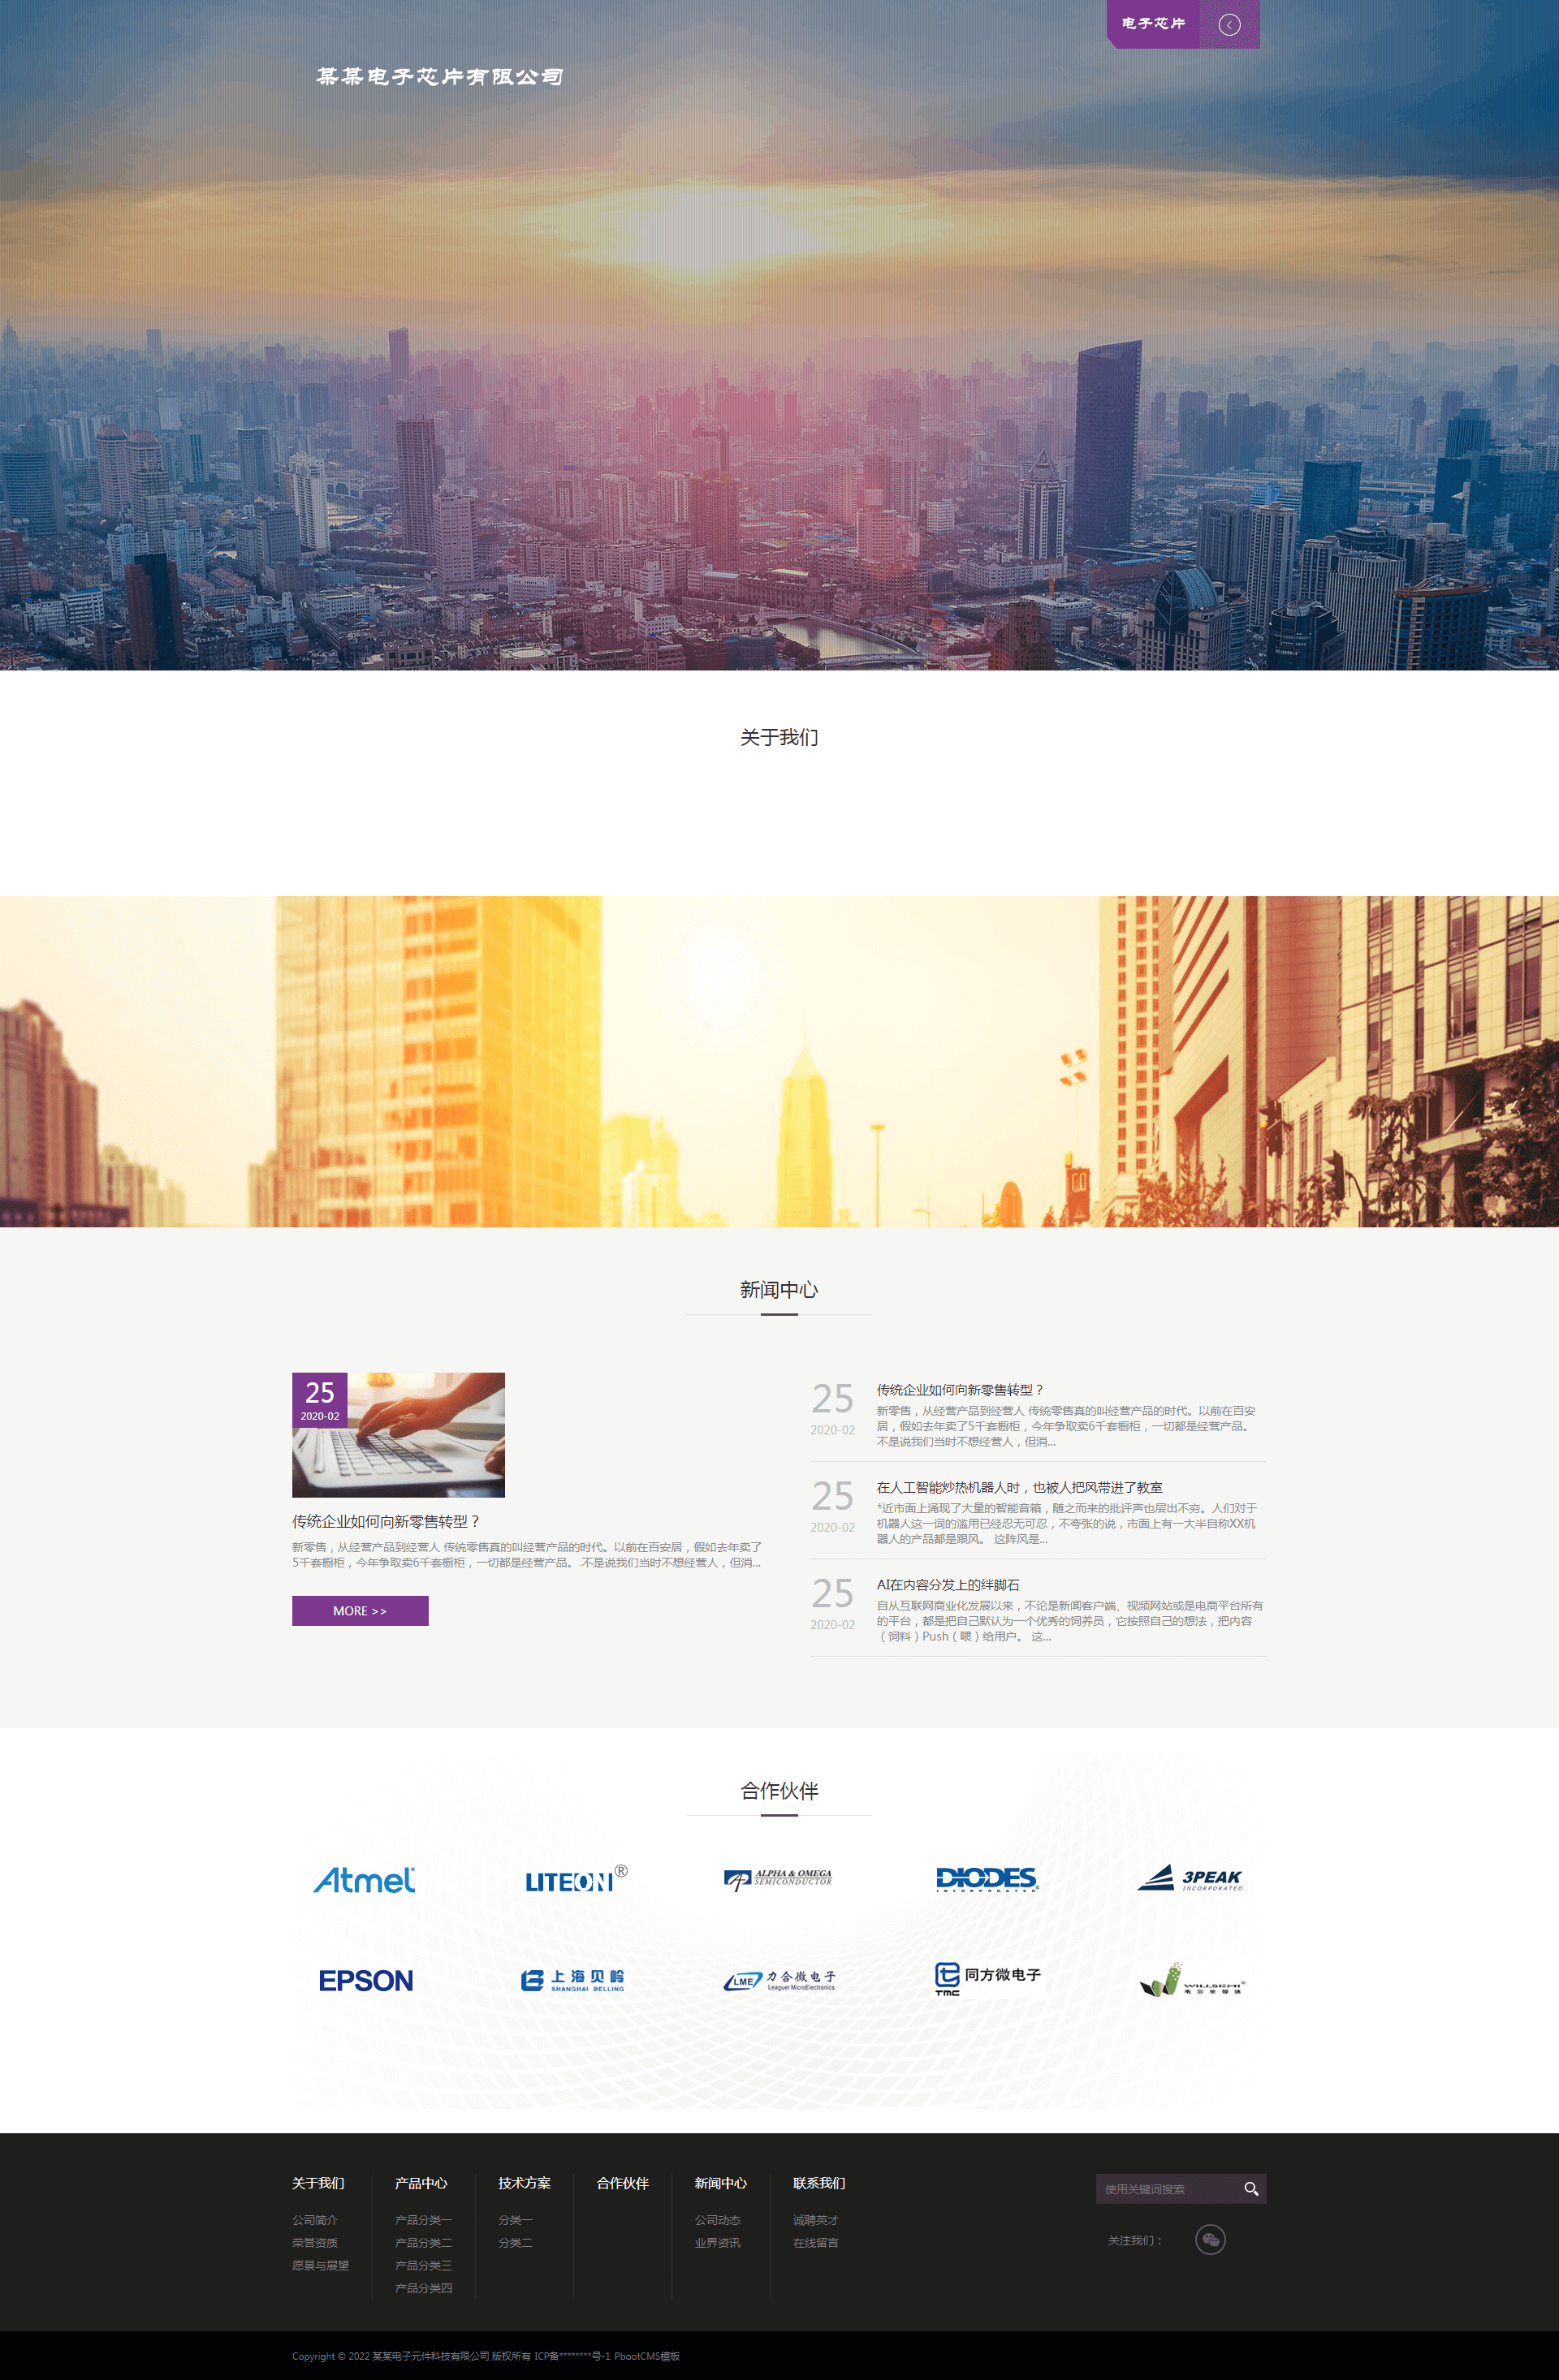 电子芯片
某某电子芯片有限公司
关于我们
新闻中心
25
2020-02
传统企业如何向新零售转型？
新零售，从经营产品到经营人 传统零售真的叫经营产品的时代。以前在百安居，假如去年卖了
5千套橱柜，今年争取卖6千套橱柜，一切都是经营产品。 不是说我们当时不想经营人，但消...
MORE >>
25
2020-02
传统企业如何向新零售转型？
新零售，从经营产品到经营人 传统零售真的叫经营产品的时代。以前在百安
居，假如去年卖了5千套橱柜，今年争取卖6千套橱柜，一切都是经营产品。
不是说我们当时不想经营人，但消...
25
2020-02
在人工智能炒热机器人时，也被人把风带进了教室
*近市面上涌现了大量的智能音箱，随之而来的批评声也层出不穷。人们对于
机器人这一词的滥用已经忍无可忍，不夸张的说，市面上有一大半自称XX机
器人的产品都是跟风。 这阵风是...
25
2020-02
AI在内容分发上的绊脚石
自从互联网商业化发展以来，不论是新闻客户端、视频网站或是电商平台所有
的平台，都是把自己默认为一个优秀的饲养员，它按照自己的想法，把内容
（饲料）Push（喂）给用户。 这...
合作伙伴
Atmel
LITEON®
ALPHA & OMEGA
SEMICONDUCTOR
DIODES
INCORPORATED
3PEAK
INCORPORATED
EPSON
上海贝岭
SHANGHAI BELLING
LME 力合微电子
Leaguer MicroElectronics
同方微电子
TMC
WILLSEMI
韦尔半导体
关于我们
公司简介
荣誉资质
愿景与展望
产品中心
产品分类一
产品分类二
产品分类三
产品分类四
技术方案
分类一
分类二
合作伙伴
新闻中心
公司动态
业界资讯
联系我们
诚聘英才
在线留言
使用关键词搜索
关注我们：
Copyright © 2022 某某电子元件科技有限公司 版权所有 ICP备********号-1 PbootCMS模板